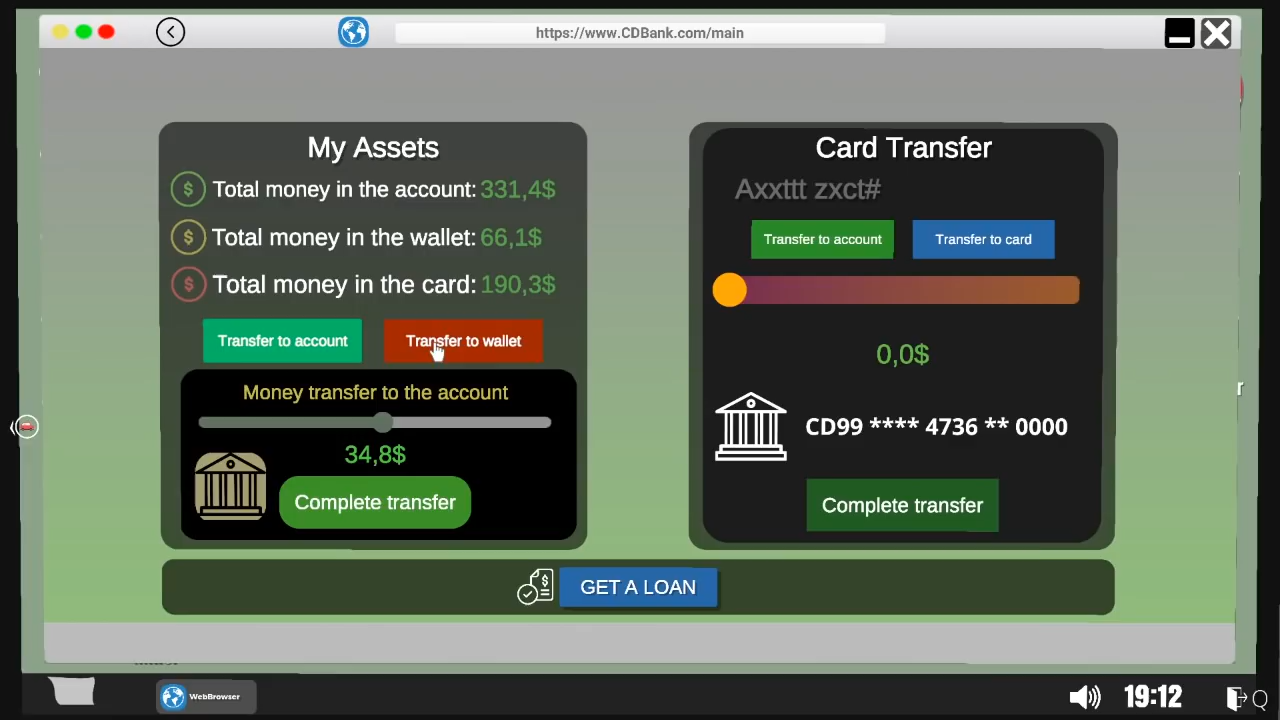 https://www.CDBank.com/main
My Assets
Total money in the account: 331,4$
Total money in the wallet: 66,1$
Total money in the card: 190,3$
Transfer to account
Transfer to wallet
Money transfer to the account
34,8$
Complete transfer
Card Transfer
Axxttt zxct#
Transfer to account
Transfer to card
0,0$
CD99 **** 4736 ** 0000
Complete transfer
GET A LOAN
WebBrowser
19:12
Q